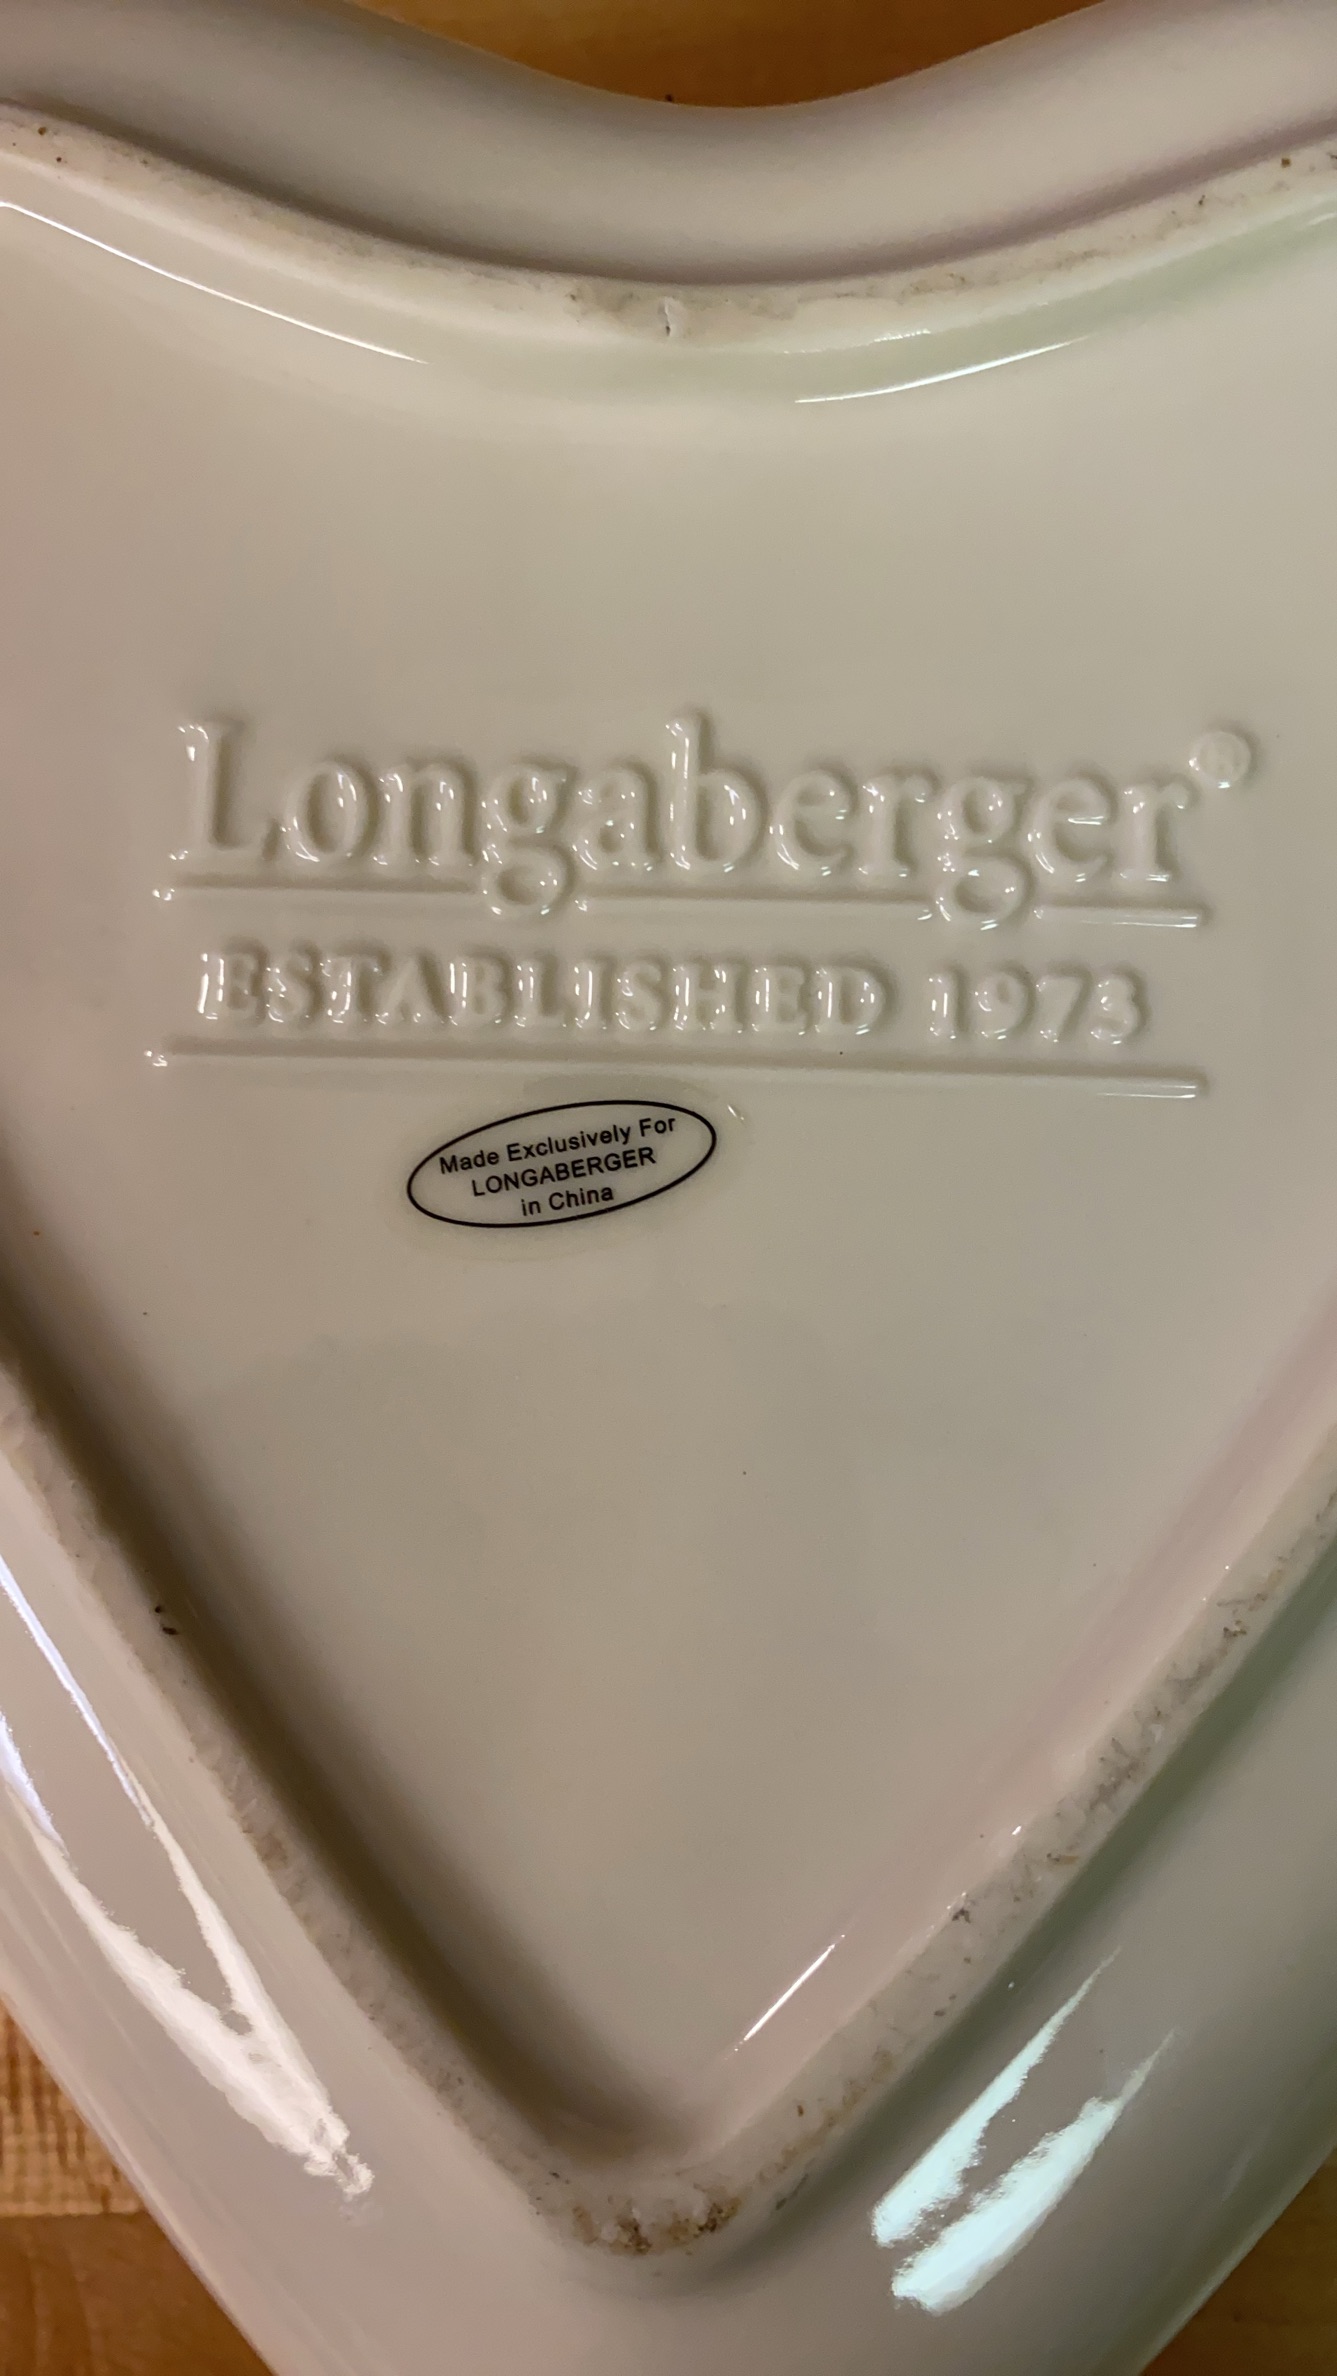 Longaberger®
ESTABLISHED 1973
Made Exclusively For
LONGABERGER
in China